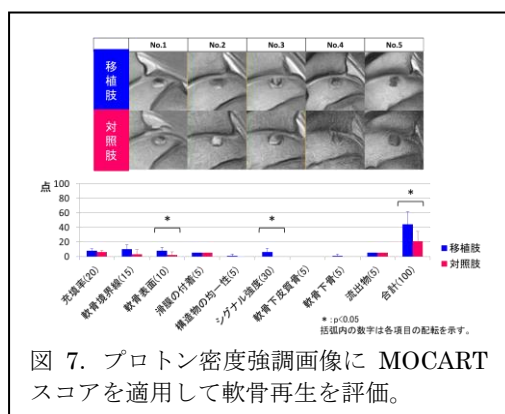 No.1 No.2 No.3 No.4 No.5
移植肢
対照肢
点 100
80
60
40
20
0
*
*
*
移植肢
対照肢
充填率(20)
軟骨境界線(15)
軟骨表面(10)
滑膜の付着(5)
構造物の均一性(5)
シグナル強度(30)
軟骨下皮質骨(5)
軟骨下骨(5)
流出物(5)
合計(100)
* : p<0.05
括弧内の数字は各項目の配転を示す。
図 7. プロトン密度強調画像に MOCART
スコアを適用して軟骨再生を評価。